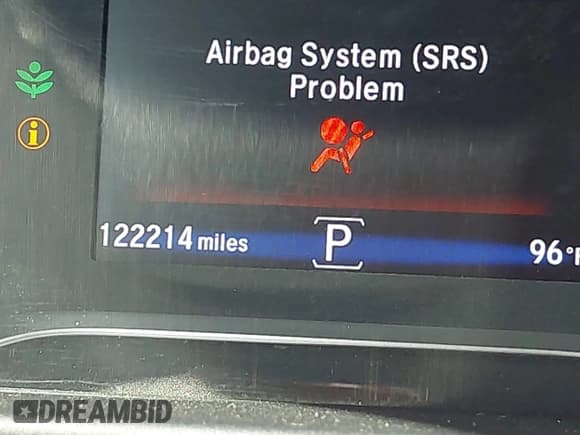 Airbag System (SRS)
Problem
122214 miles
P
96°F
DREAMBID